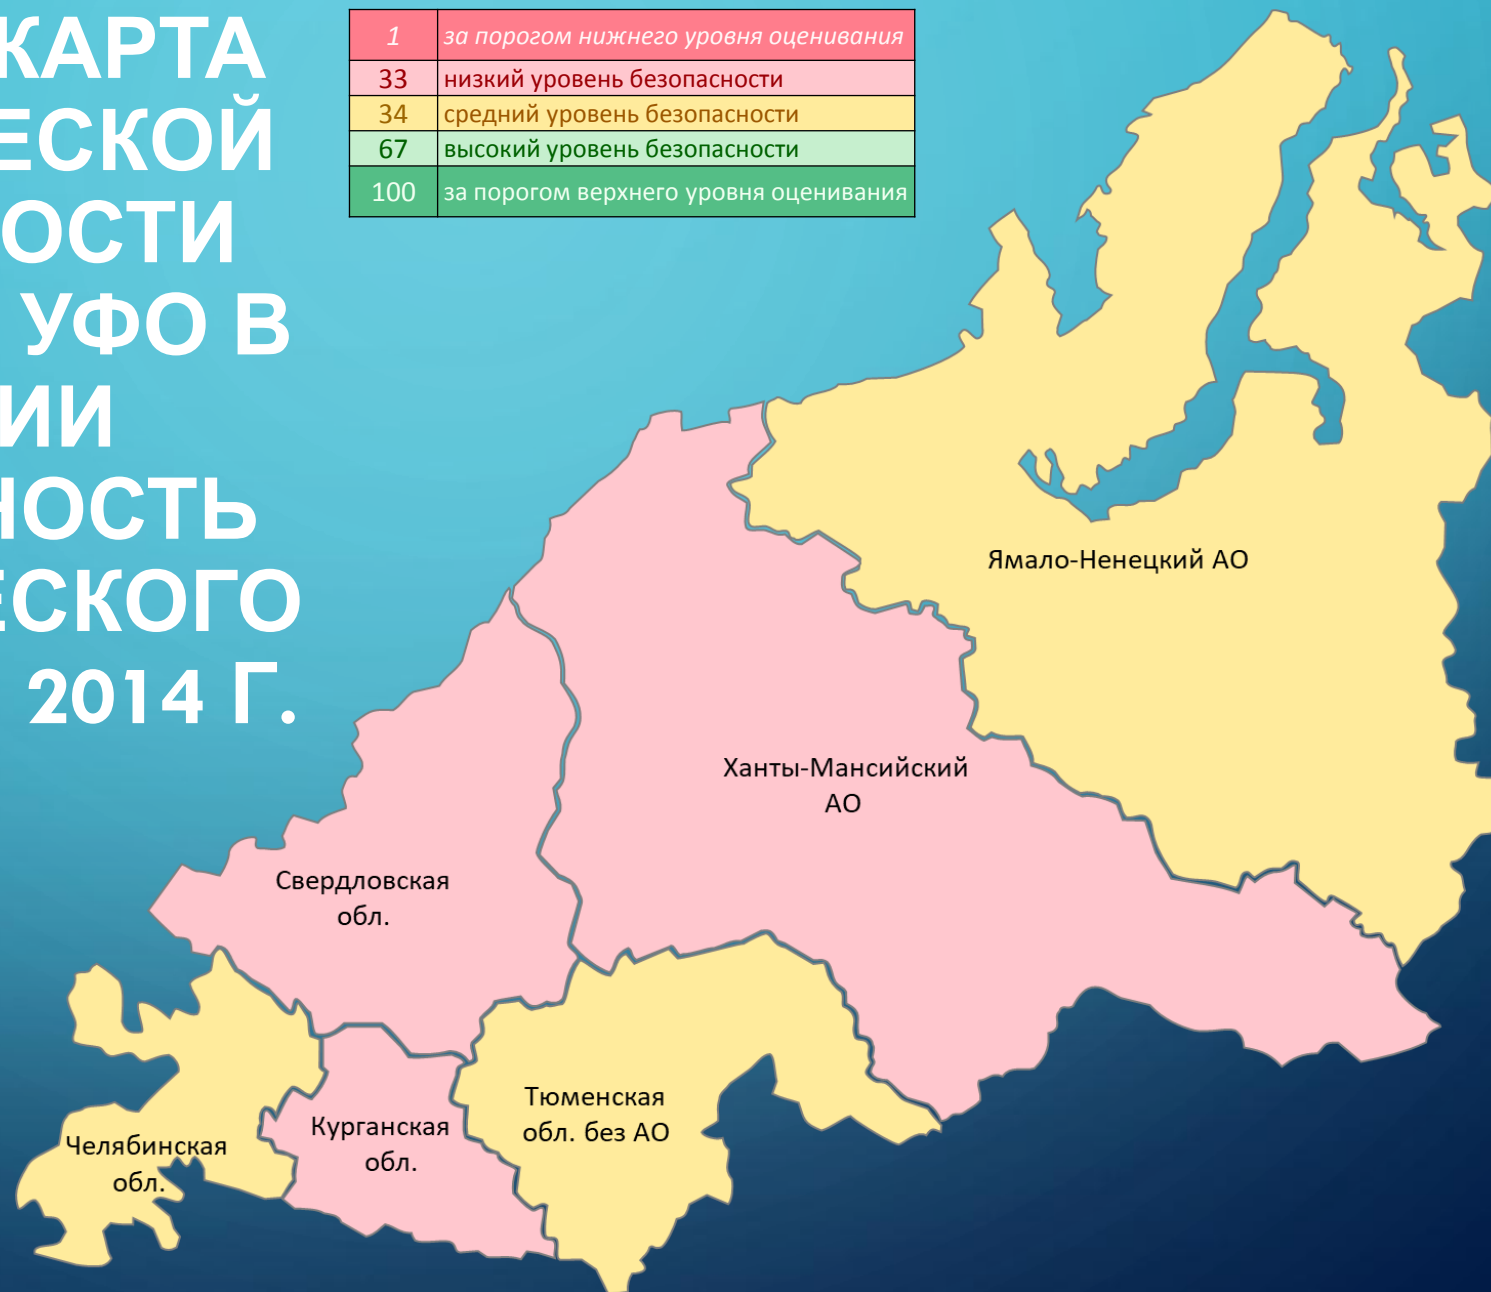 КАРТА
ЕСКОЙ
ОСТИ
УФО В
ИИ
НОСТЬ
ЕСКОГО
2014 Г.
1 за порогом нижнего уровня оценивания
33 низкий уровень безопасности
34 средний уровень безопасности
67 высокий уровень безопасности
100 за порогом верхнего уровня оценивания
Ямало-Ненецкий АО
Ханты-Мансийский
АО
Свердловская
обл.
Тюменская
обл. без АО
Курганская
обл.
Челябинская
обл.